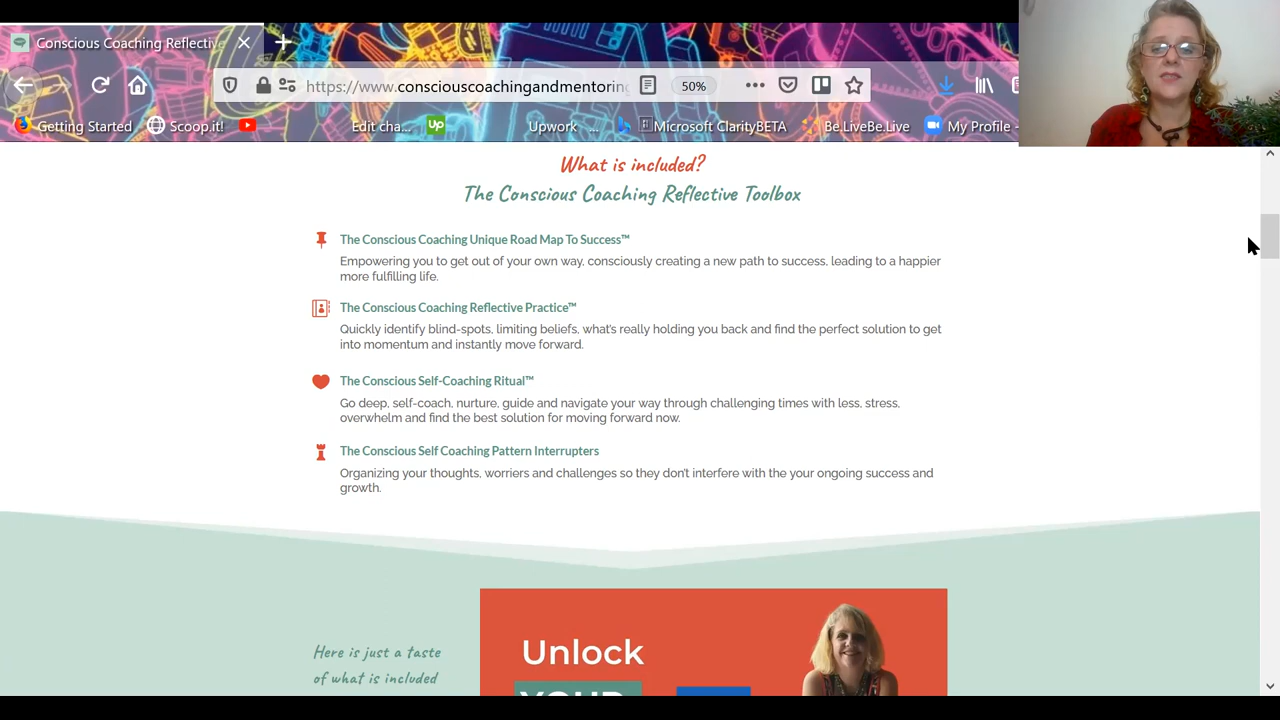 Conscious Coaching Reflective
https://www.consciouscoachingandmentoring
50%
Getting Started
Scoop.it!
Edit cha...
Up
Upwork ...
Microsoft ClarityBETA
Be.LiveBe.Live
My Profile -
What is included?
The Conscious Coaching Reflective Toolbox
The Conscious Coaching Unique Road Map To Success™
Empowering you to get out of your own way, consciously creating a new path to success, leading to a happier
more fulfilling life.
The Conscious Coaching Reflective Practice™
Quickly identify blind-spots, limiting beliefs, what's really holding you back and find the perfect solution to get
into momentum and instantly move forward.
The Conscious Self-Coaching Ritual™
Go deep, self-coach, nurture, guide and navigate your way through challenging times with less, stress,
overwhelm and find the best solution for moving forward now.
The Conscious Self Coaching Pattern Interrupters
Organizing your thoughts, worriers and challenges so they don't interfere with the your ongoing success and
growth.
Here is just a taste
of what is included
Unlock
YOUR